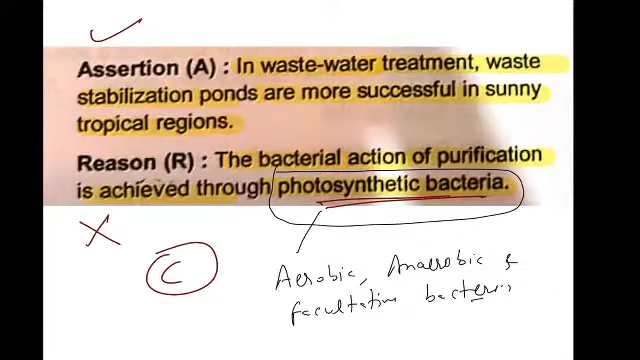 Assertion (A) : In waste-water treatment, waste
stabilization ponds are more successful in sunny
tropical regions.
Reason (R) : The bacterial action of purification
is achieved through photosynthetic bacteria.
C
Aerobic, Anaerobic &
facultative bacteria